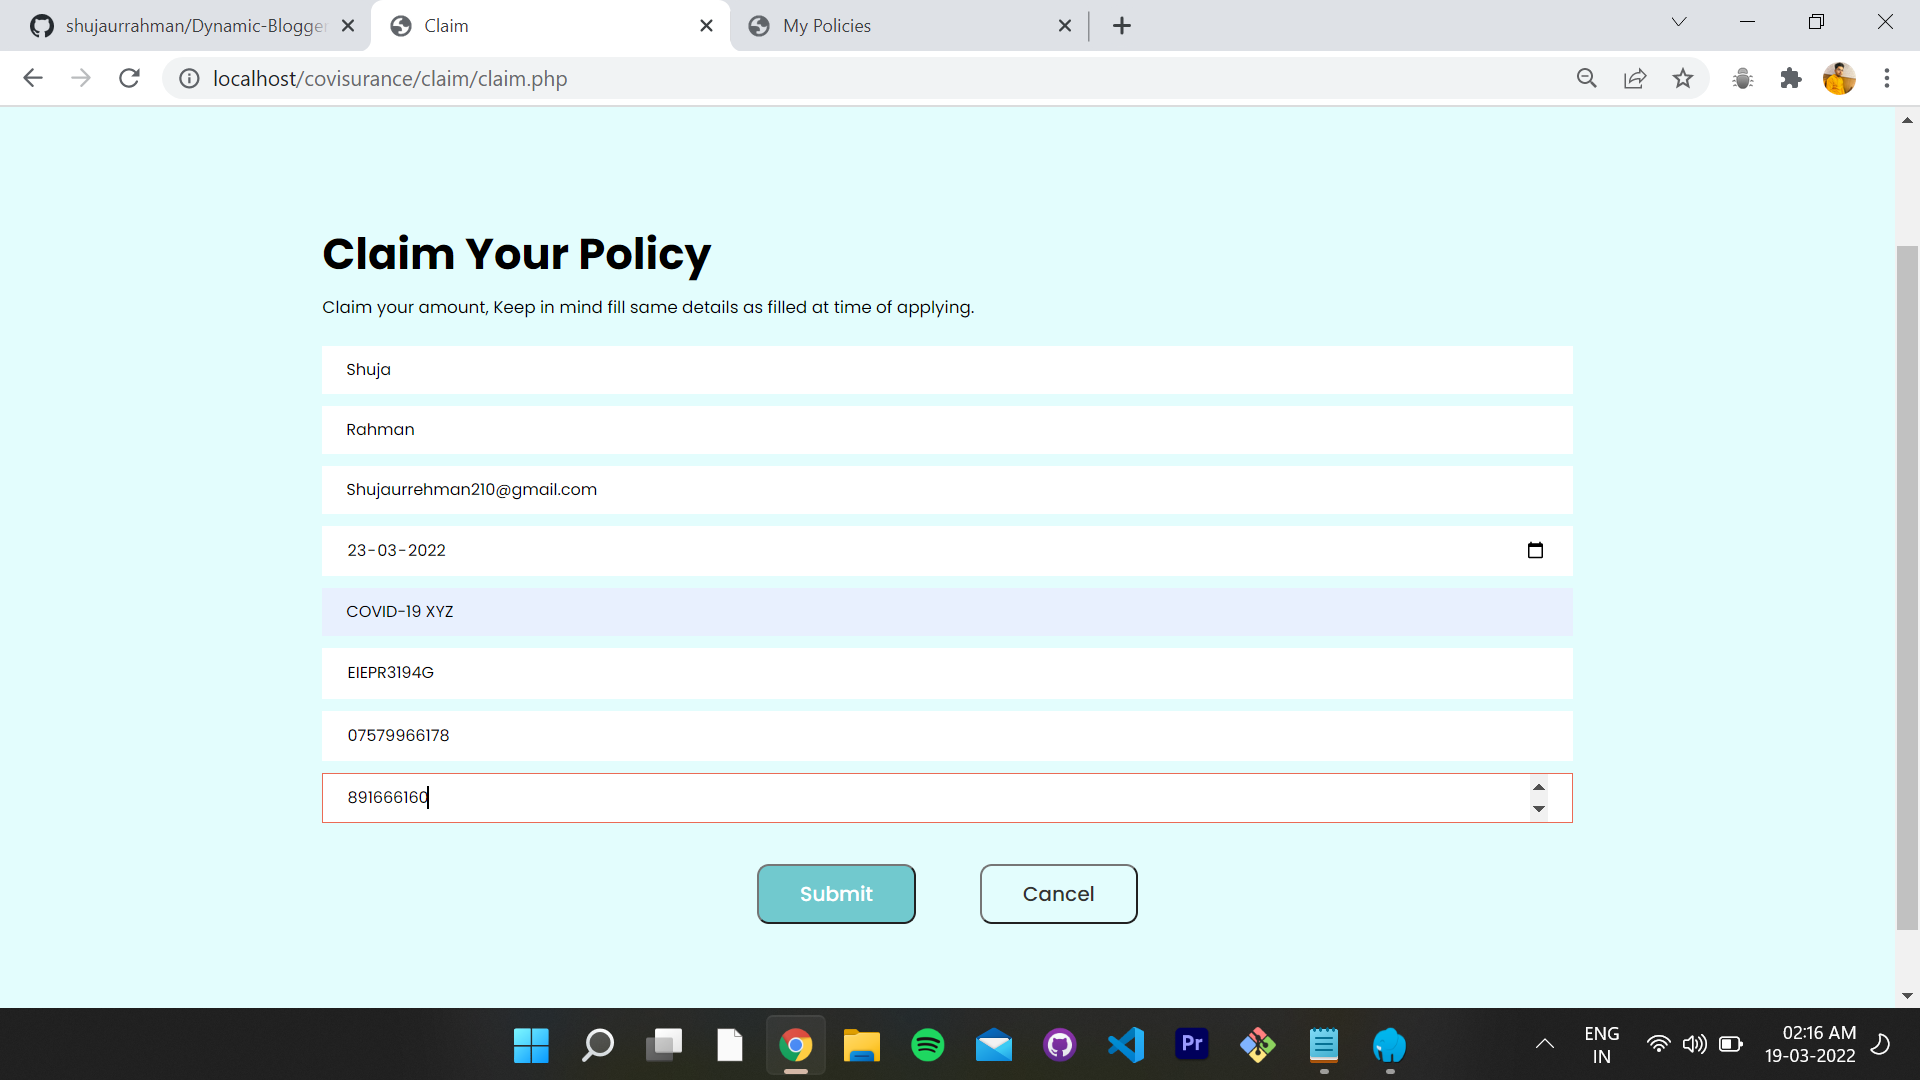 shujaurrahman/Dynamic-Blogger
Claim
My Policies
localhost/covisurance/claim/claim.php
Claim Your Policy
Claim your amount, Keep in mind fill same details as filled at time of applying.
Shuja
Rahman
Shujaurrehman210@gmail.com
23-03-2022
COVID-19 XYZ
EIEPR3194G
07579966178
891666160
Submit
Cancel
Pr
ENG
IN
02:16 AM
19-03-2022